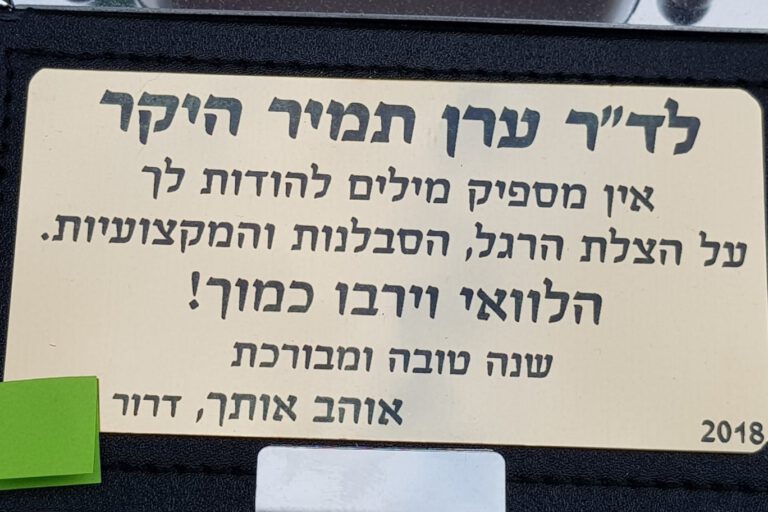 לד"ר ערן תמיר היקר
אין מספיק מילים להודות לך
על הצלת הרגל, הסבלנות והמקצועיות.
הלוואי וירבו כמוך!
שנה טובה ומבורכת
אוהב אותך, דרור
2018